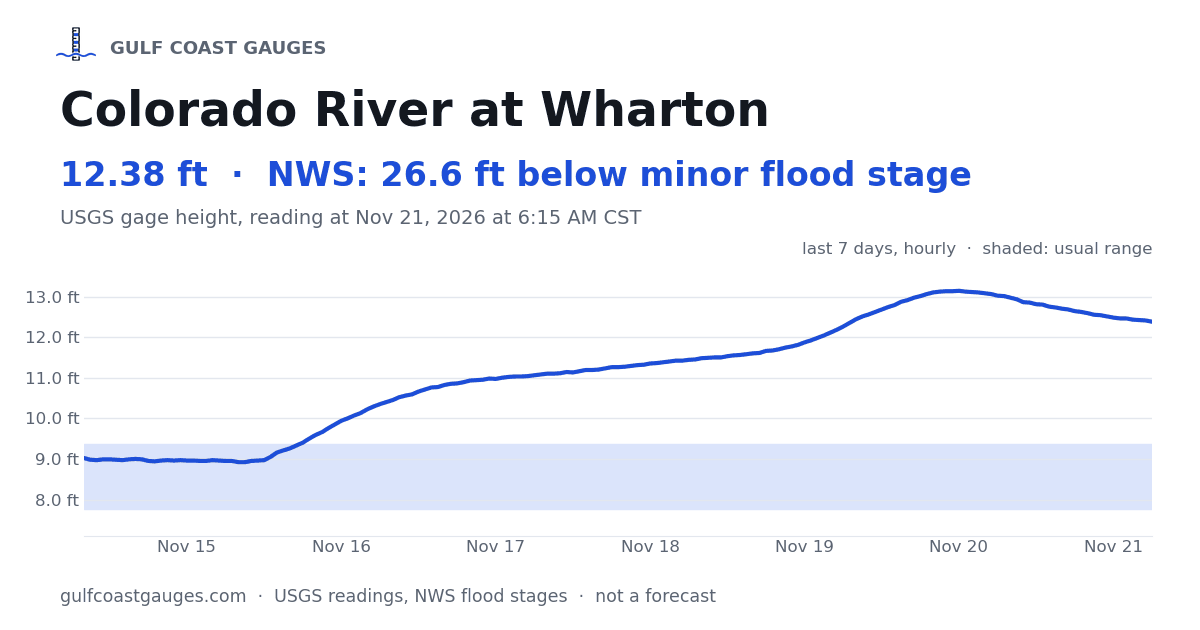 GULF COAST GAUGES
Colorado River at Wharton
12.38 ft · NWS: 26.6 ft below minor flood stage
USGS gage height, reading at Nov 21, 2026 at 6:15 AM CST
last 7 days, hourly · shaded: usual range
13.0 ft
12.0 ft
11.0 ft
10.0 ft
9.0 ft
8.0 ft
Nov 15 Nov 16 Nov 17 Nov 18 Nov 19 Nov 20 Nov 21
gulfcoastgauges.com · USGS readings, NWS flood stages · not a forecast